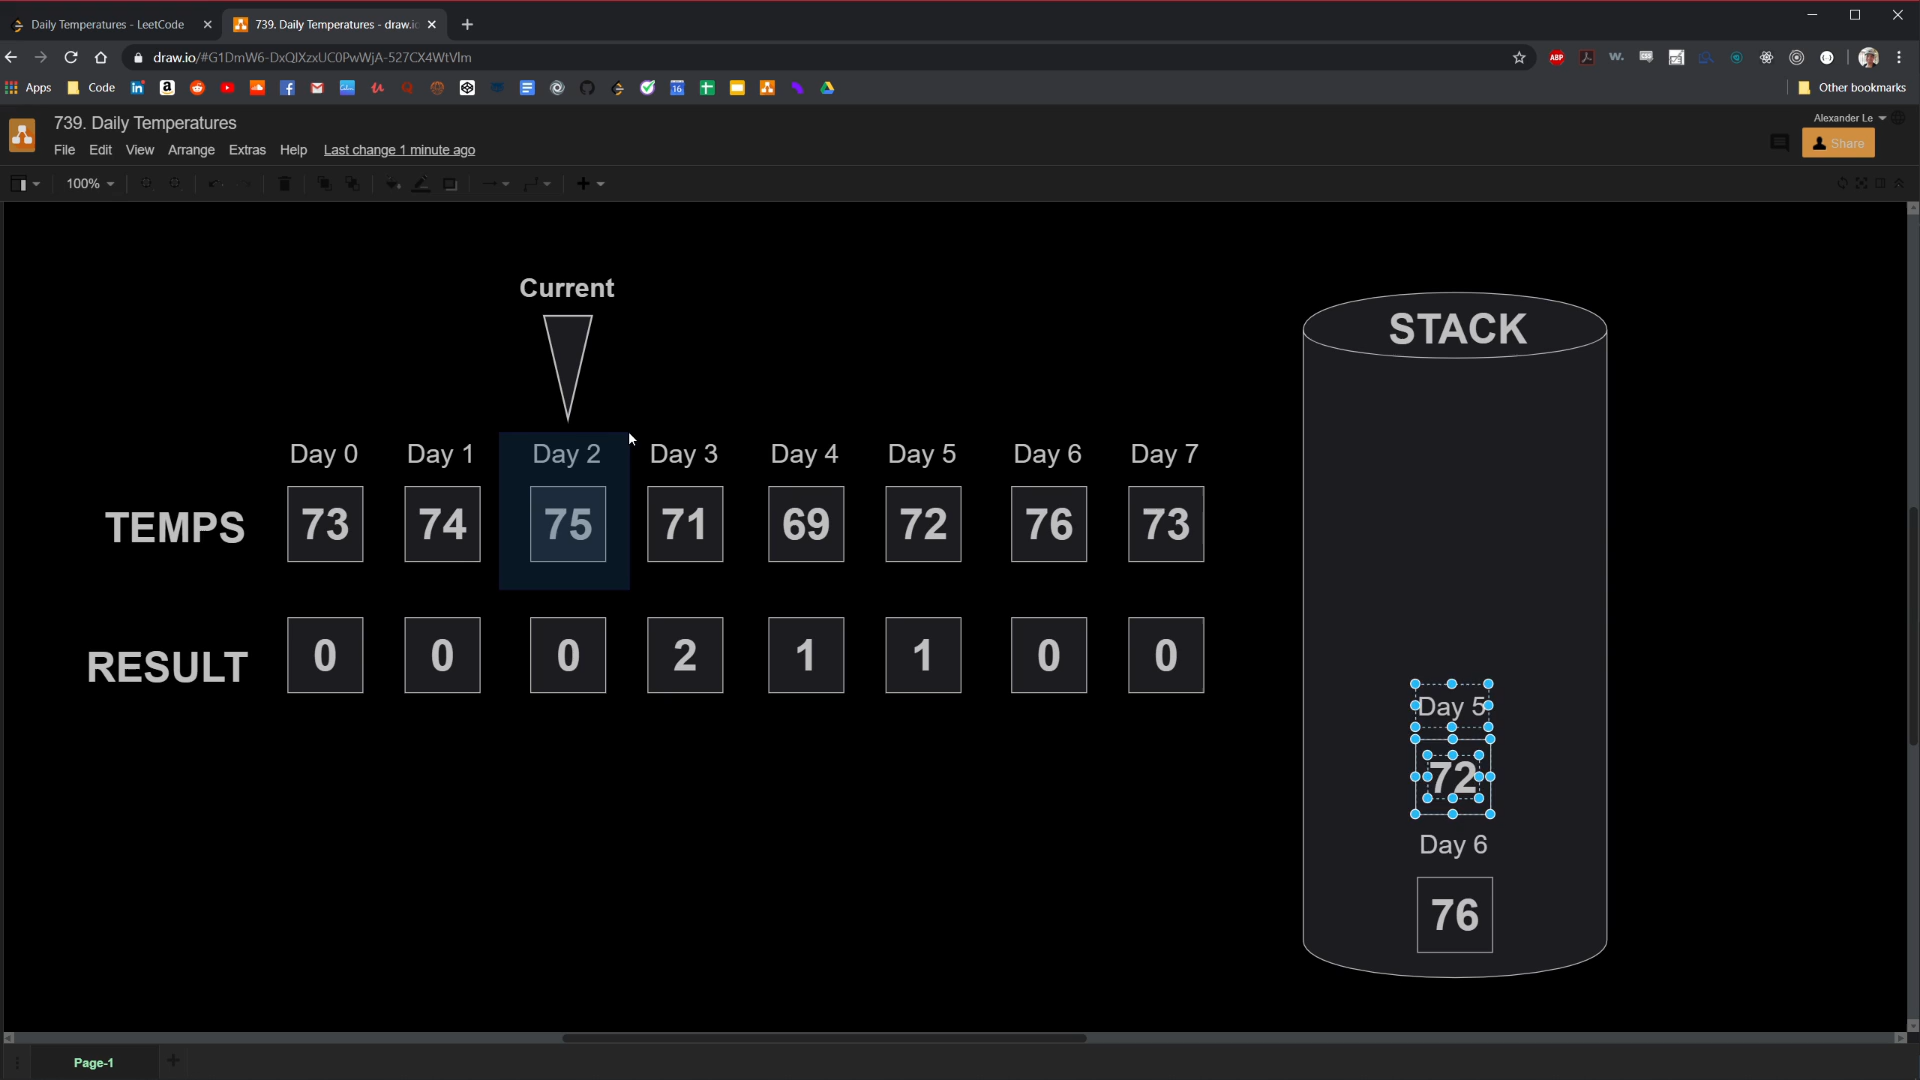 Daily Temperatures - LeetCode
739. Daily Temperatures - draw.i
draw.io/#G1DmW6-DxQIXzxUC0PwWjA-527CX4WtVlm
Apps
Code
Other bookmarks
739. Daily Temperatures
Alexander Le
File Edit View Arrange Extras Help Last change 1 minute ago
Share
100%
Current
STACK
Day 0 Day 1 Day 2 Day 3 Day 4 Day 5 Day 6 Day 7
TEMPS 73 74 75 71 69 72 76 73
RESULT 0 0 0 2 1 1 0 0
Day 5
72
Day 6
76
Page-1